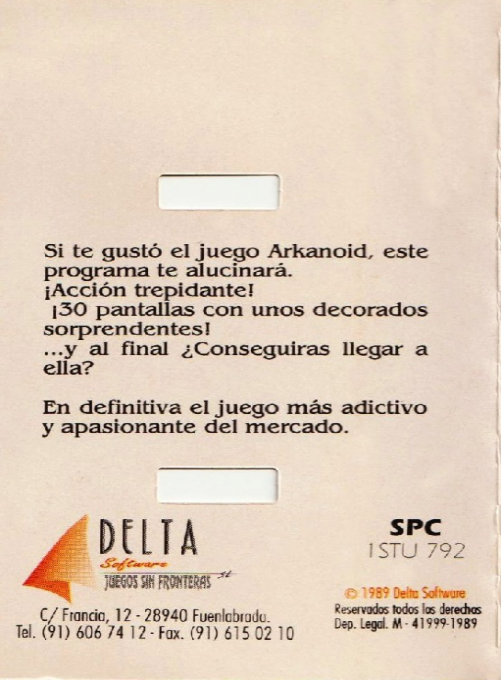 Si te gustó el juego Arkanoid, este
programa te alucinará.
¡Acción trepidante!
¡30 pantallas con unos decorados
sorprendentes!
...y al final ¿Conseguiras llegar a
ella?
En definitiva el juego más adictivo
y apasionante del mercado.
DELTA
Software
JUEGOS SIN FRONTERAS SL
C/ Francia, 12 - 28940 Fuenlabrada.
Tel. (91) 606 74 12 - Fax. (91) 615 02 10
SPC
1STU 792
© 1989 Delta Software
Reservados todos los derechos
Dep. Legal. M - 41999-1989